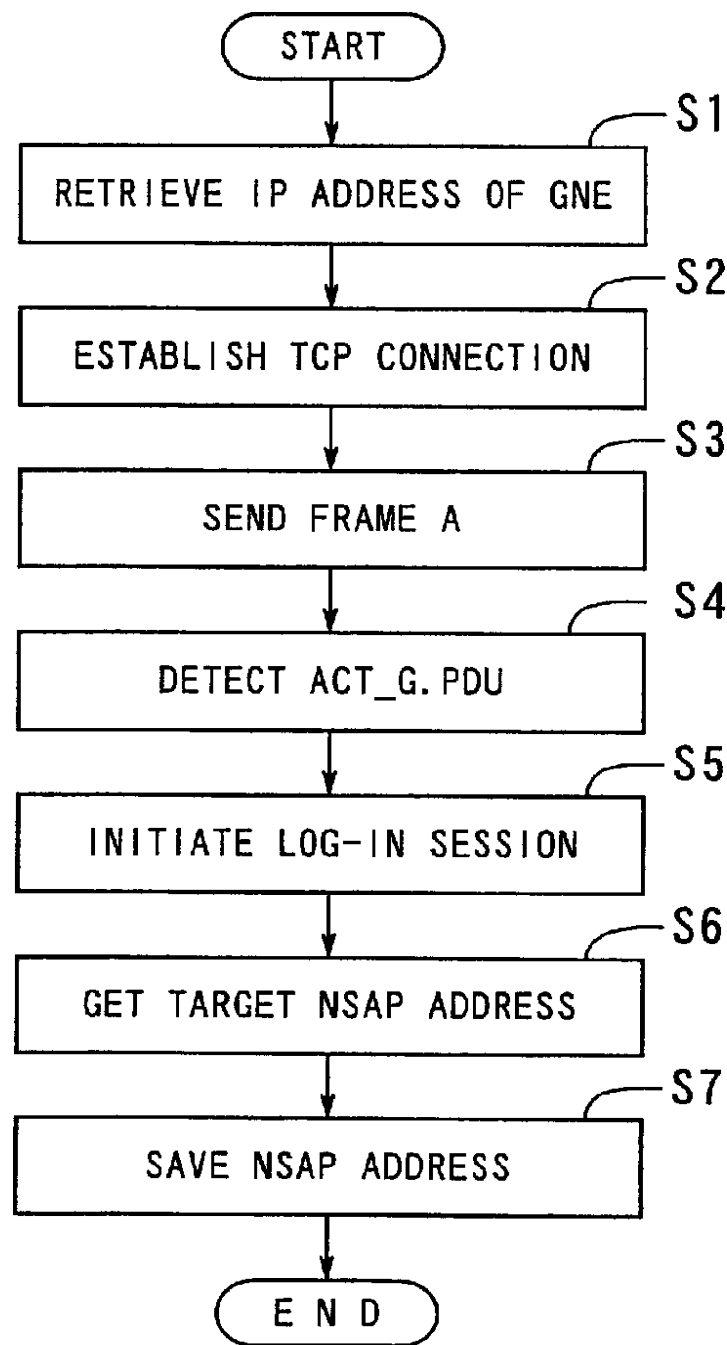 START
S1
RETRIEVE IP ADDRESS OF GNE
S2
ESTABLISH TCP CONNECTION
S3
SEND FRAME A
S4
DETECT ACT_G.PDU
S5
INITIATE LOG-IN SESSION
S6
GET TARGET NSAP ADDRESS
S7
SAVE NSAP ADDRESS
END